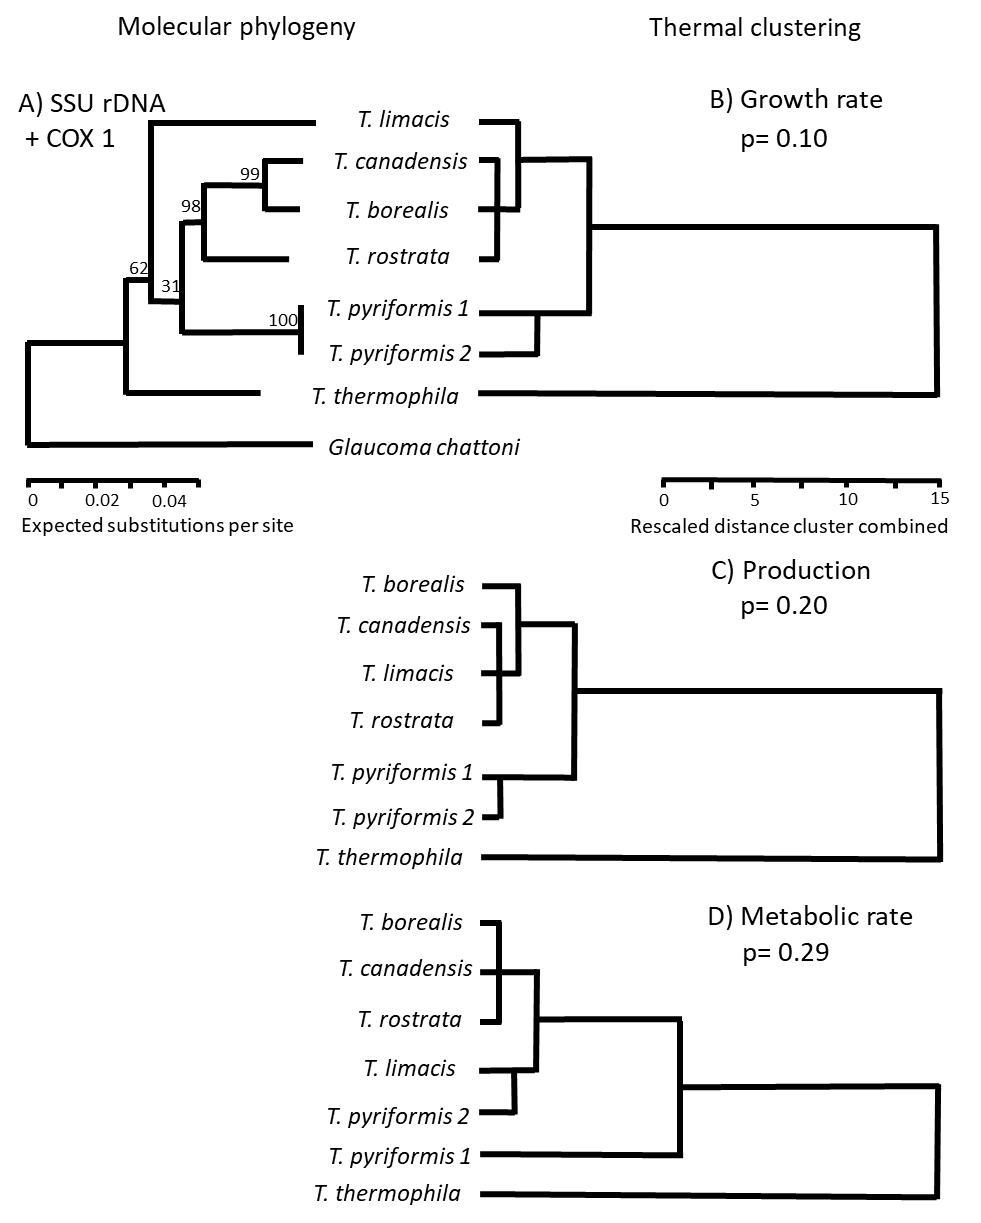 Molecular phylogeny
Thermal clustering
A) SSU rDNA
+ COX 1
B) Growth rate
p= 0.10
T. limacis
T. canadensis
T. borealis
T. rostrata
T. pyriformis 1
T. pyriformis 2
T. thermophila
Glaucoma chattoni
99
98
62
31
100
0 0.02 0.04
Expected substitutions per site
0 5 10 15
Rescaled distance cluster combined
C) Production
p= 0.20
T. borealis
T. canadensis
T. limacis
T. rostrata
T. pyriformis 1
T. pyriformis 2
T. thermophila
D) Metabolic rate
p= 0.29
T. borealis
T. canadensis
T. rostrata
T. limacis
T. pyriformis 2
T. pyriformis 1
T. thermophila